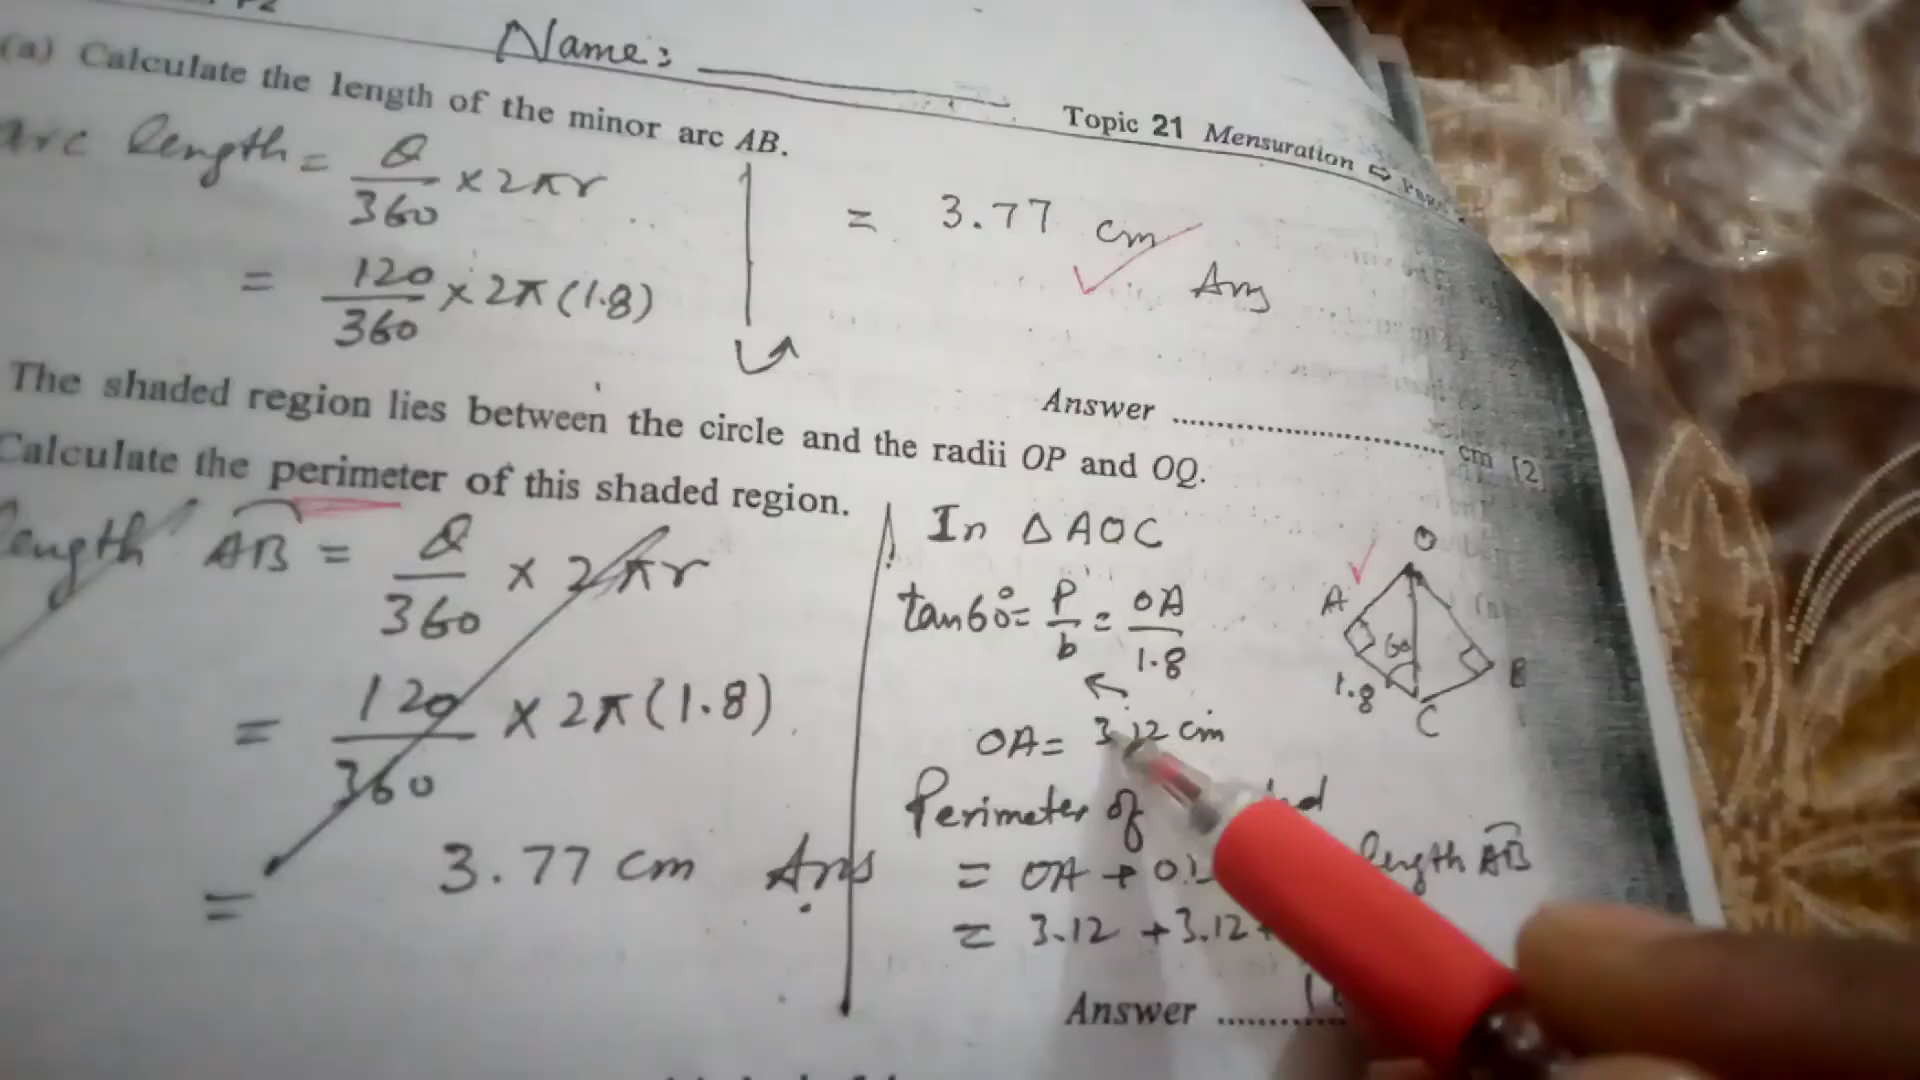 Name:
Topic 21 Mensuration ⇨
(a) Calculate the length of the minor arc AB.
arc length = θ/360 × 2πr
= 120/360 × 2π(1.8)
= 3.77 cm
Ans
Answer .................... cm [2]
The shaded region lies between the circle and the radii OP and OQ.
Calculate the perimeter of this shaded region.
length AB = θ/360 × 2πr
= 120/360 × 2π(1.8)
= 3.77 cm Ans
In △AOC
tan60° = P/b = OA/1.8
OA = 3.12 cm
O
A
60
B
1.8
C
Perimeter of
= OA + length AB
= 3.12 + 3.12 +
Answer ............